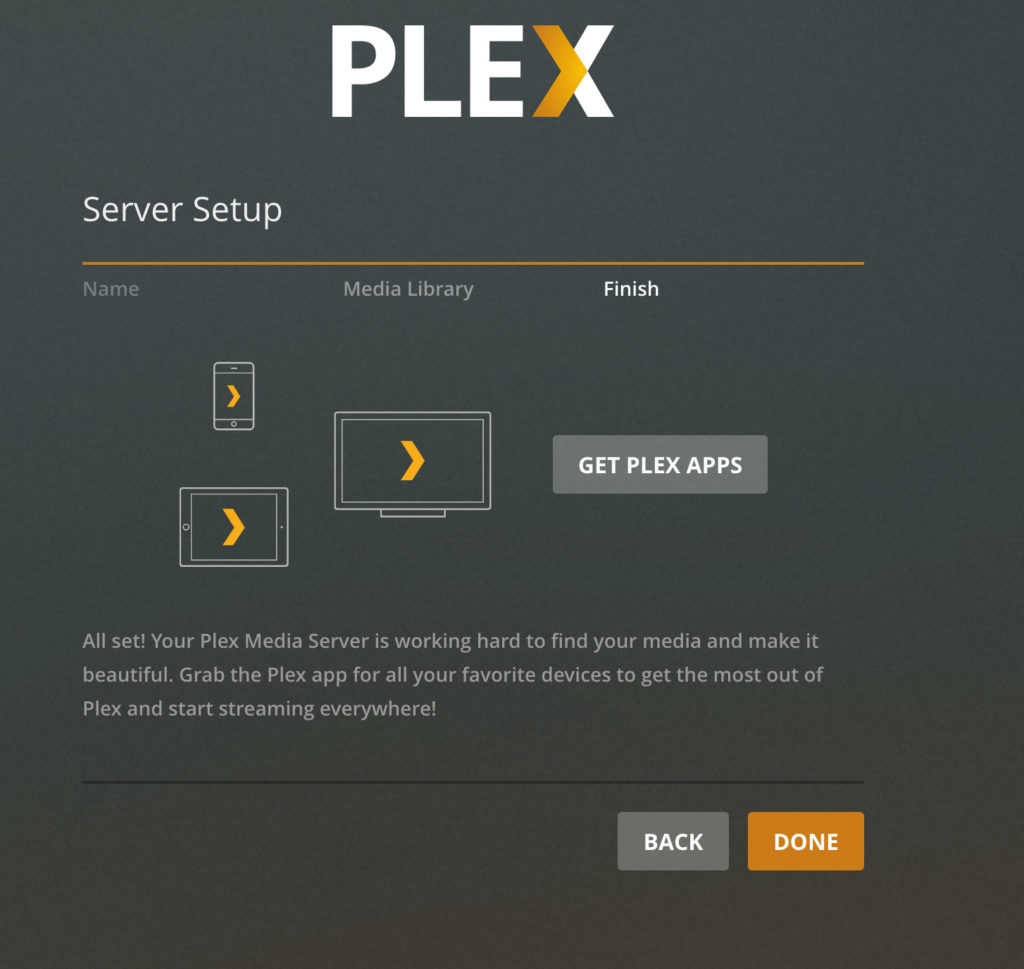 PLEX
Server Setup
Name
Media Library
Finish
GET PLEX APPS
All set! Your Plex Media Server is working hard to find your media and make it
beautiful. Grab the Plex app for all your favorite devices to get the most out of
Plex and start streaming everywhere!
BACK
DONE